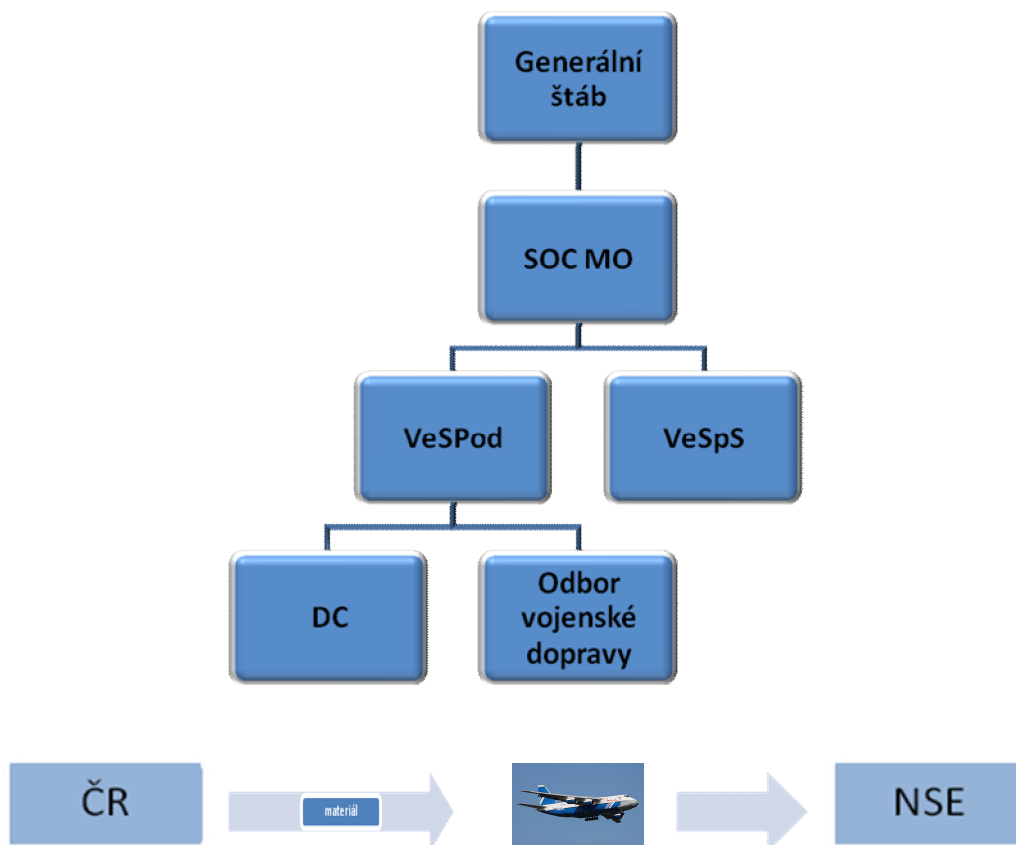 Generální
štáb
SOC MO
VeSPod
VeSpS
DC
Odbor
vojenské
dopravy
ČR
materiál
NSE